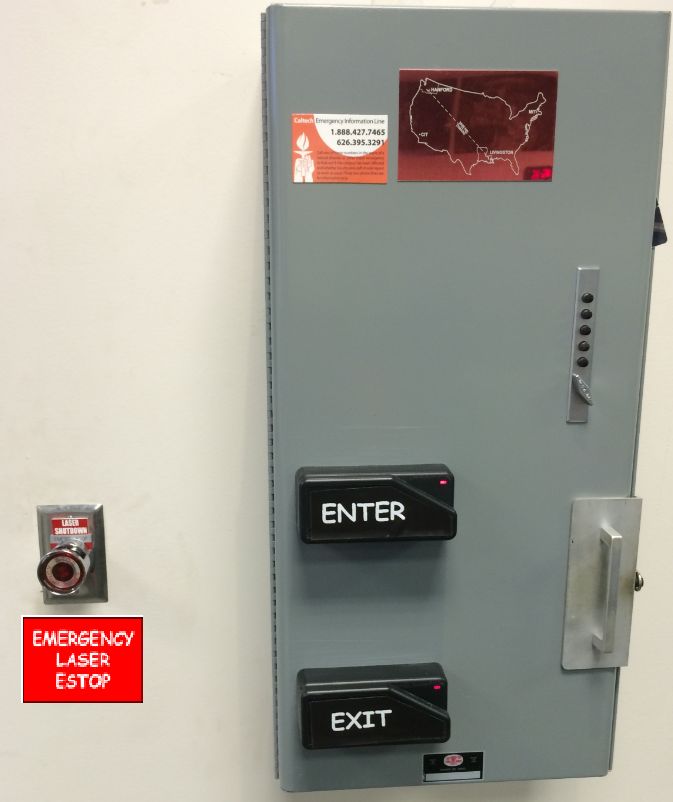 Caltech Emergency Information Line
1.888.427.7465
626.395.3291
HANFORD
MIT
CIT
LIVINGSTON
ENTER
LASER
SHUTDOWN
EMERGENCY
LASER
ESTOP
EXIT